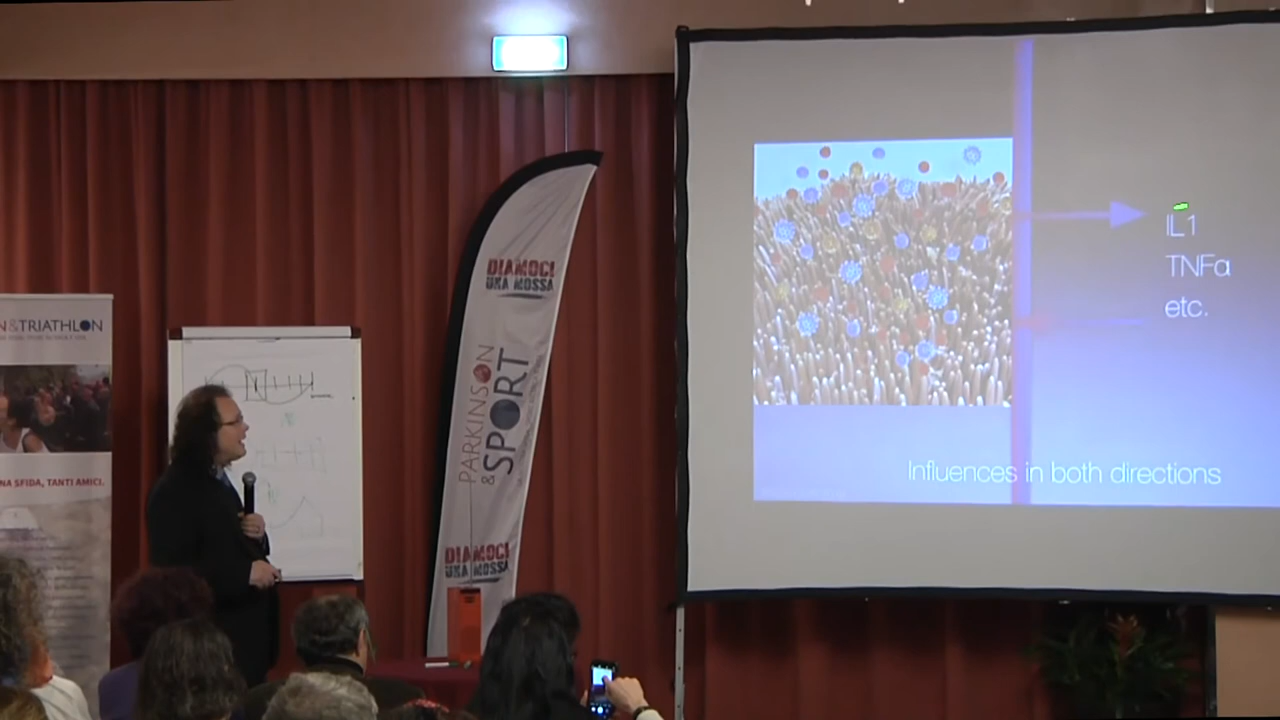 N&TRIATHLON
NA SFIDA, TANTI AMICI.
DIAMOCI
UNA MOSSA
PARKINSON
& SPORT
DIAMOCI
UNA MOSSA
IL1
TNFα
etc.
Influences in both directions